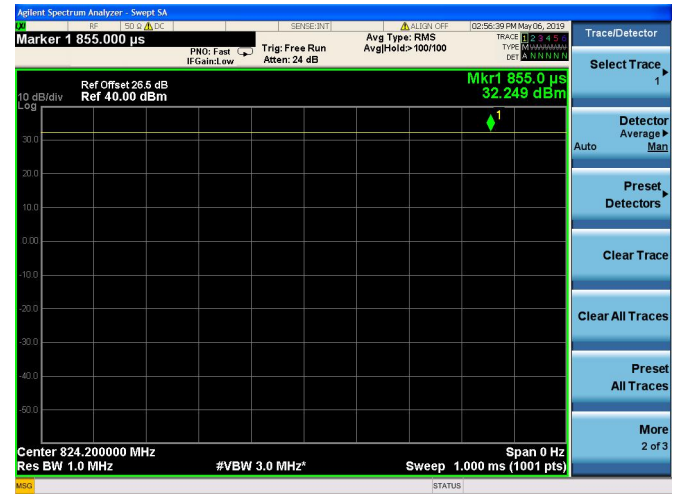 Agilent Spectrum Analyzer - Swept SA
LXI RF 50 Ω DC SENSE:INT ALIGN OFF 02:56:39 PM May 06, 2019
Marker 1 855.000 µs
PNO: Fast
IFGain:Low
Trig: Free Run
Atten: 24 dB
Avg Type: RMS
Avg|Hold:>100/100
TRACE 1 2 3 4 5 6
TYPE MWWWWW
DET A N N N N N
Ref Offset 26.5 dB
10 dB/div Ref 40.00 dBm
Log
Mkr1 855.0 µs
32.249 dBm
1
30.0
20.0
10.0
0.00
-10.0
-20.0
-30.0
-40.0
-50.0
Center 824.200000 MHz Span 0 Hz
Res BW 1.0 MHz #VBW 3.0 MHz* Sweep 1.000 ms (1001 pts)
MSG STATUS
Trace/Detector
Select Trace
1
Detector
Average
Auto Man
Preset
Detectors
Clear Trace
Clear All Traces
Preset
All Traces
More
2 of 3